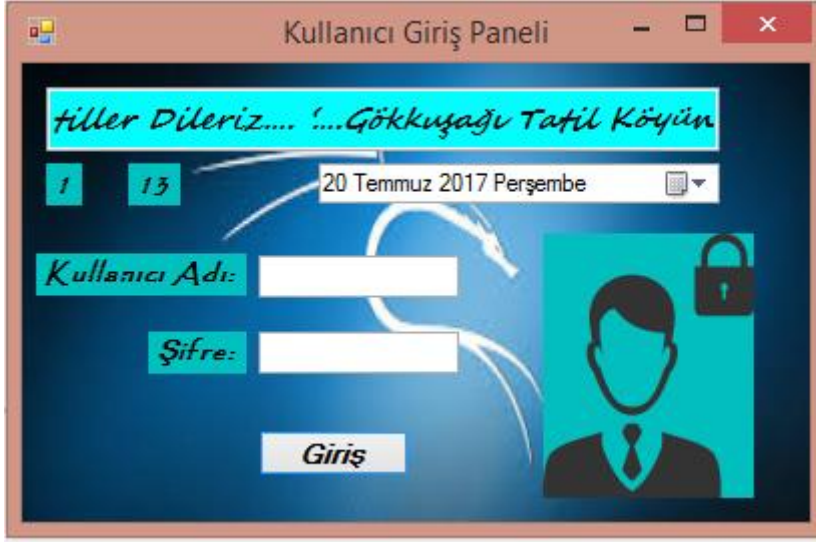 Kullanıcı Giriş Paneli
tiller Dileriz.... '....Gökkuşağı Tatil Köyün
1 13 20 Temmuz 2017 Perşembe
Kullanıcı Adı:
Şifre:
Giriş